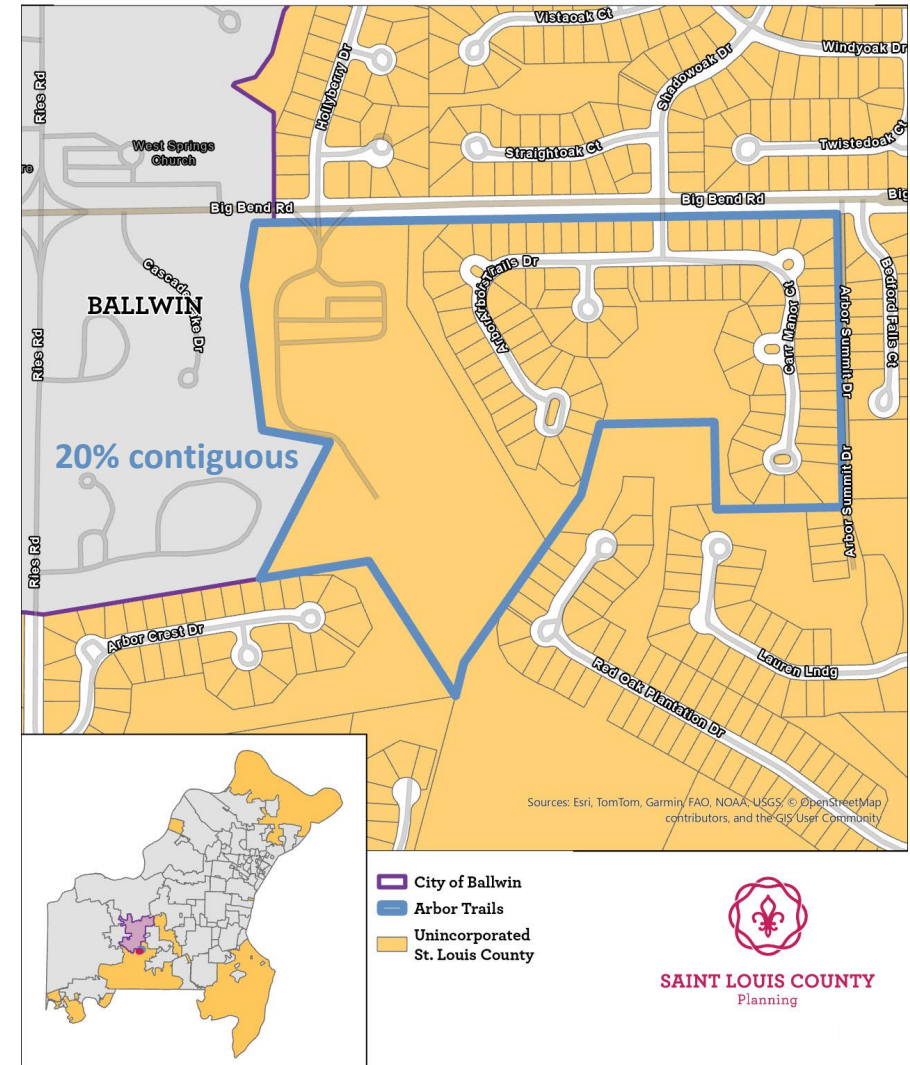 Vistaoak Ct
Windyoak Dr
Shadowoak Dr
Hollyberry Dr
Ries Rd
West Springs
Church
re
Straightoak Ct
Twistedoak Ct
Big Bend Rd
Big Bend Rd
Big
Trails Dr
Arbor
Carr Manor Ct
Arbor Summit Dr
Bedford Falls Ct
BALLWIN
Ries Rd
20% contiguous
Arbor Summit Dr
Ries Rd
Arbor Crest Dr
Lauren Lndg
Red Oak Plantation Dr
Sources: Esri, TomTom, Garmin, FAO, NOAA, USGS, © OpenStreetMap
contributors, and the GIS User Community
City of Ballwin
Arbor Trails
Unincorporated
St. Louis County
SAINT LOUIS COUNTY
Planning